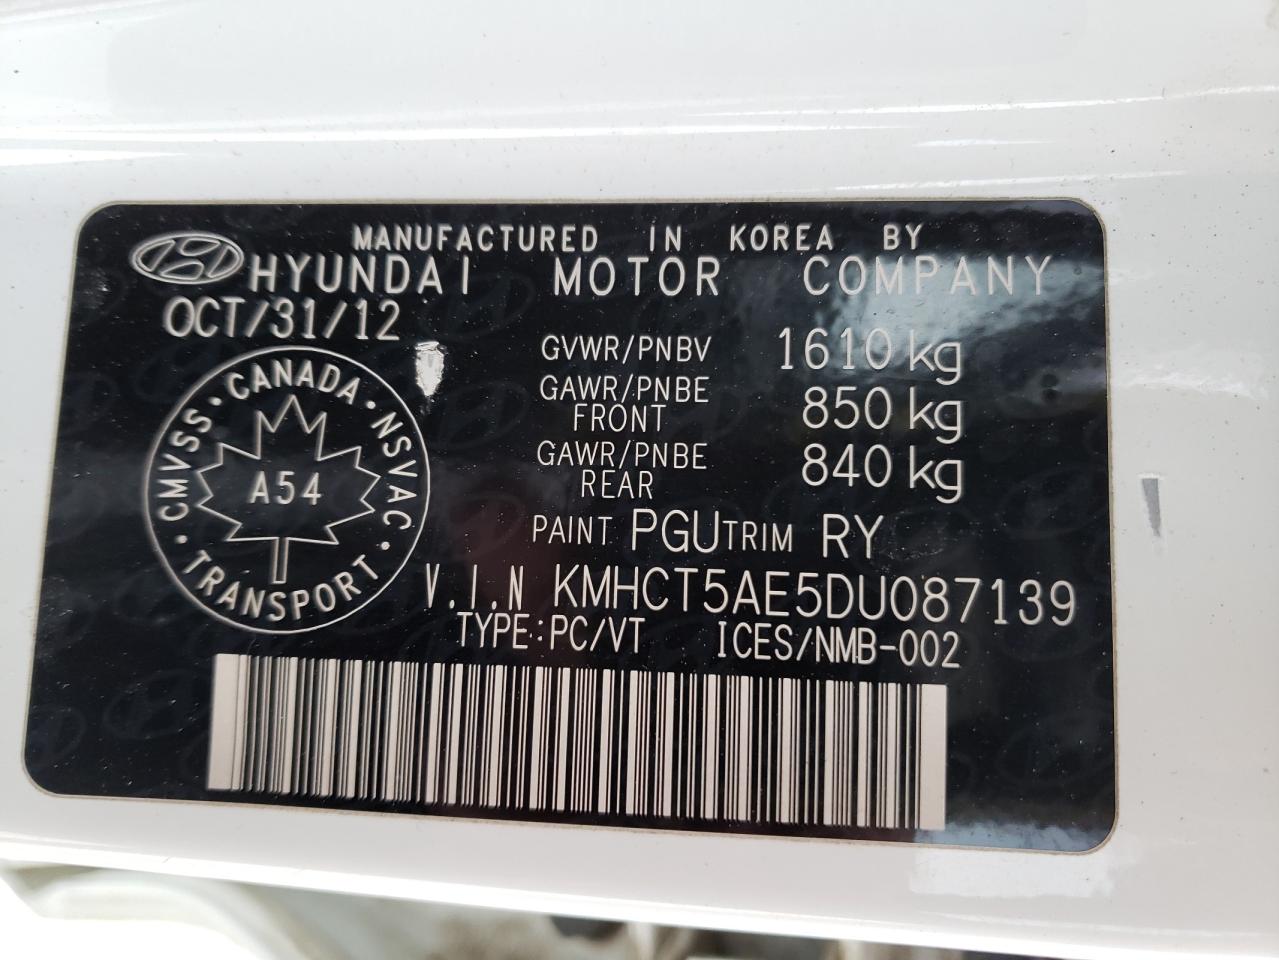 MANUFACTURED IN KOREA BY
HYUNDAI MOTOR COMPANY
OCT/31/12
GVWR/PNBV 1610 kg
GAWR/PNBE FRONT 850 kg
GAWR/PNBE REAR 840 kg
CMVSS · CANADA · NSVAC · TRANSPORT ·
A54
PAINT PGU TRIM RY
V.I.N KMHCT5AE5DU087139
TYPE:PC/VT ICES/NMB-002